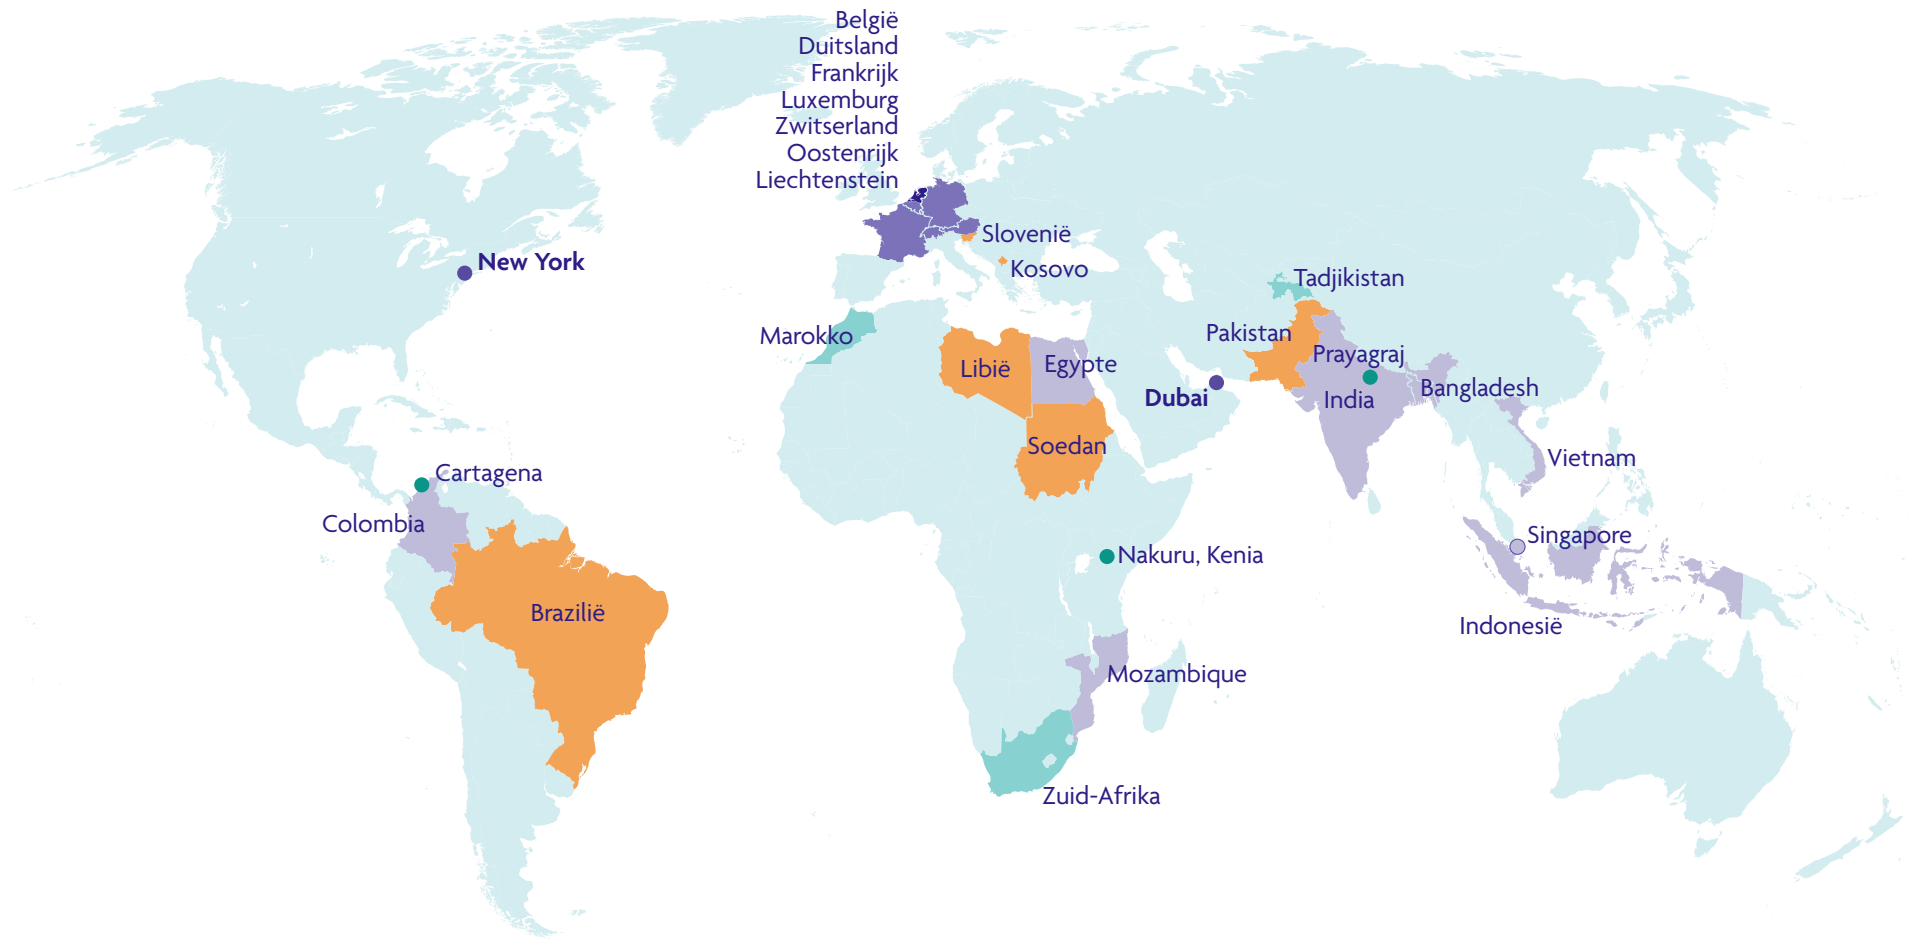 België
Duitsland
Frankrijk
Luxemburg
Zwitserland
Oostenrijk
Liechtenstein
Slovenië
New York
Kosovo
Tadjikistan
Marokko
Pakistan
Prayagraj
Libië
Egypte
Dubai
India
Bangladesh
Soedan
Vietnam
Cartagena
Colombia
Singapore
Nakuru, Kenia
Brazilië
Indonesië
Mozambique
Zuid-Afrika